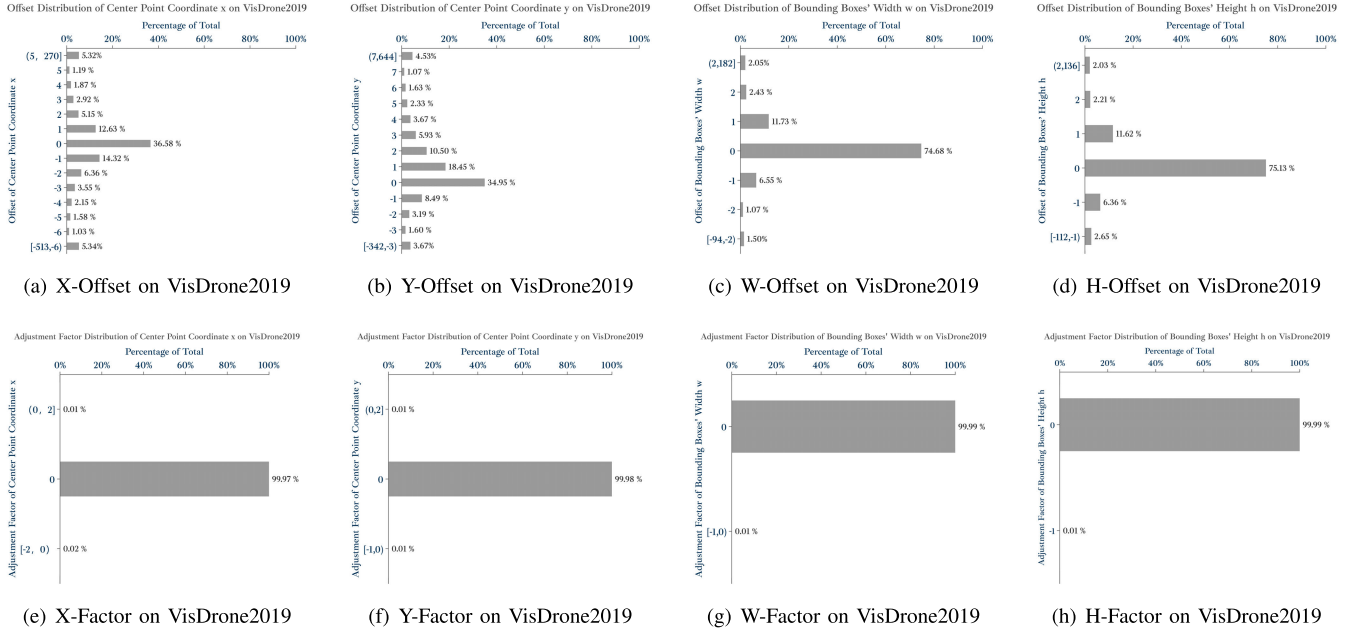 Offset Distribution of Center Point Coordinate x on VisDrone2019
Percentage of Total
0% 20% 40% 60% 80% 100%
Offset of Center Point Coordinate x
(5, 270] 5.32%
5 1.19 %
4 1.87 %
3 2.92 %
2 5.15 %
1 12.63 %
0 36.58 %
-1 14.32 %
-2 6.36 %
-3 3.55 %
-4 2.15 %
-5 1.58 %
-6 1.03 %
[-513,-6) 5.34%
(a) X-Offset on VisDrone2019
Offset Distribution of Center Point Coordinate y on VisDrone2019
Percentage of Total
0% 20% 40% 60% 80% 100%
Offset of Center Point Coordinate y
(7,644] 4.53%
7 1.07 %
6 1.63 %
5 2.33 %
4 3.67 %
3 5.93 %
2 10.50 %
1 18.45 %
0 34.95 %
-1 8.49 %
-2 3.19 %
-3 1.60 %
[-342,-3) 3.67%
(b) Y-Offset on VisDrone2019
Offset Distribution of Bounding Boxes' Width w on VisDrone2019
Percentage of Total
0% 20% 40% 60% 80% 100%
Offset of Bounding Boxes' Width w
(2,182] 2.05%
2 2.43 %
1 11.73 %
0 74.68 %
-1 6.55 %
-2 1.07 %
[-94,-2) 1.50%
(c) W-Offset on VisDrone2019
Offset Distribution of Bounding Boxes' Height h on VisDrone2019
Percentage of Total
0% 20% 40% 60% 80% 100%
Offset of Bounding Boxes' Height h
(2,136] 2.03 %
2 2.21 %
1 11.62 %
0 75.13 %
-1 6.36 %
[-112,-1) 2.65 %
(d) H-Offset on VisDrone2019
Adjustment Factor Distribution of Center Point Coordinate x on VisDrone2019
Percentage of Total
0% 20% 40% 60% 80% 100%
Adjustment Factor of Center Point Coordinate x
(0, 2] 0.01 %
0 99.97 %
[-2, 0) 0.02 %
(e) X-Factor on VisDrone2019
Adjustment Factor Distribution of Center Point Coordinate y on VisDrone2019
Percentage of Total
0% 20% 40% 60% 80% 100%
Adjustment Factor of Center Point Coordinate y
(0,2] 0.01 %
0 99.98 %
[-1,0) 0.01 %
(f) Y-Factor on VisDrone2019
Adjustment Factor Distribution of Bounding Boxes' Width w on VisDrone2019
Percentage of Total
0% 20% 40% 60% 80% 100%
Adjustment Factor of Bounding Boxes' Width w
0 99.99 %
[-1,0) 0.01 %
(g) W-Factor on VisDrone2019
Adjustment Factor Distribution of Bounding Boxes' Height h on VisDrone2019
Percentage of Total
0% 20% 40% 60% 80% 100%
Adjustment Factor of Bounding Boxes' Height h
0 99.99 %
-1 0.01 %
(h) H-Factor on VisDrone2019